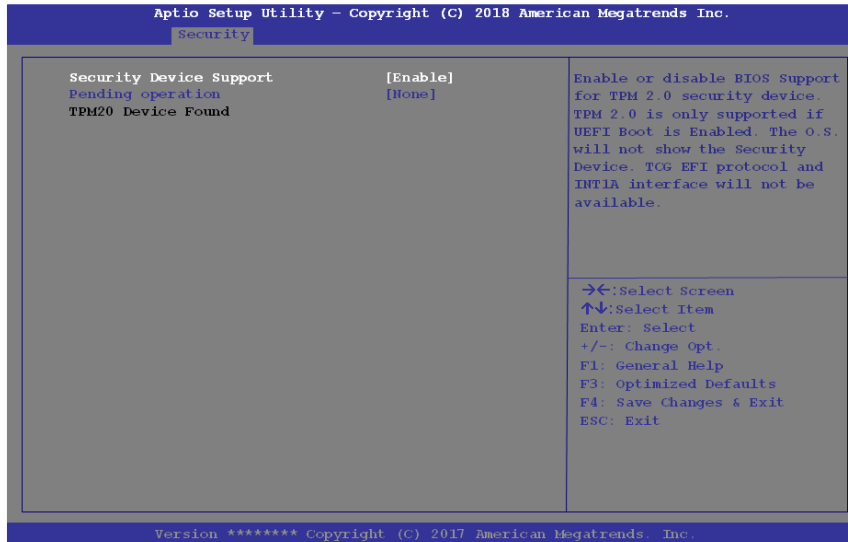 Aptio Setup Utility – Copyright (C) 2018 American Megatrends Inc.
Security
Security Device Support [Enable]
Pending operation [None]
TPM20 Device Found
Enable or disable BIOS Support
for TPM 2.0 security device.
TPM 2.0 is only supported if
UEFI Boot is Enabled. The O.S.
will not show the Security
Device. TCG EFI protocol and
INT1A interface will not be
available.
→←:Select Screen
↑↓:Select Item
Enter: Select
+/-: Change Opt.
F1: General Help
F3: Optimized Defaults
F4: Save Changes & Exit
ESC: Exit
Version ******** Copyright (C) 2017 American Megatrends. Inc.